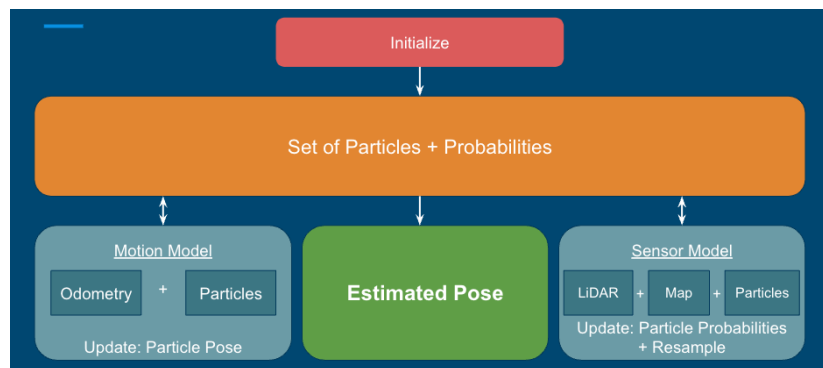 Initialize
Set of Particles + Probabilities
Motion Model
Odometry + Particles
Update: Particle Pose
Estimated Pose
Sensor Model
LiDAR + Map + Particles
Update: Particle Probabilities
+ Resample